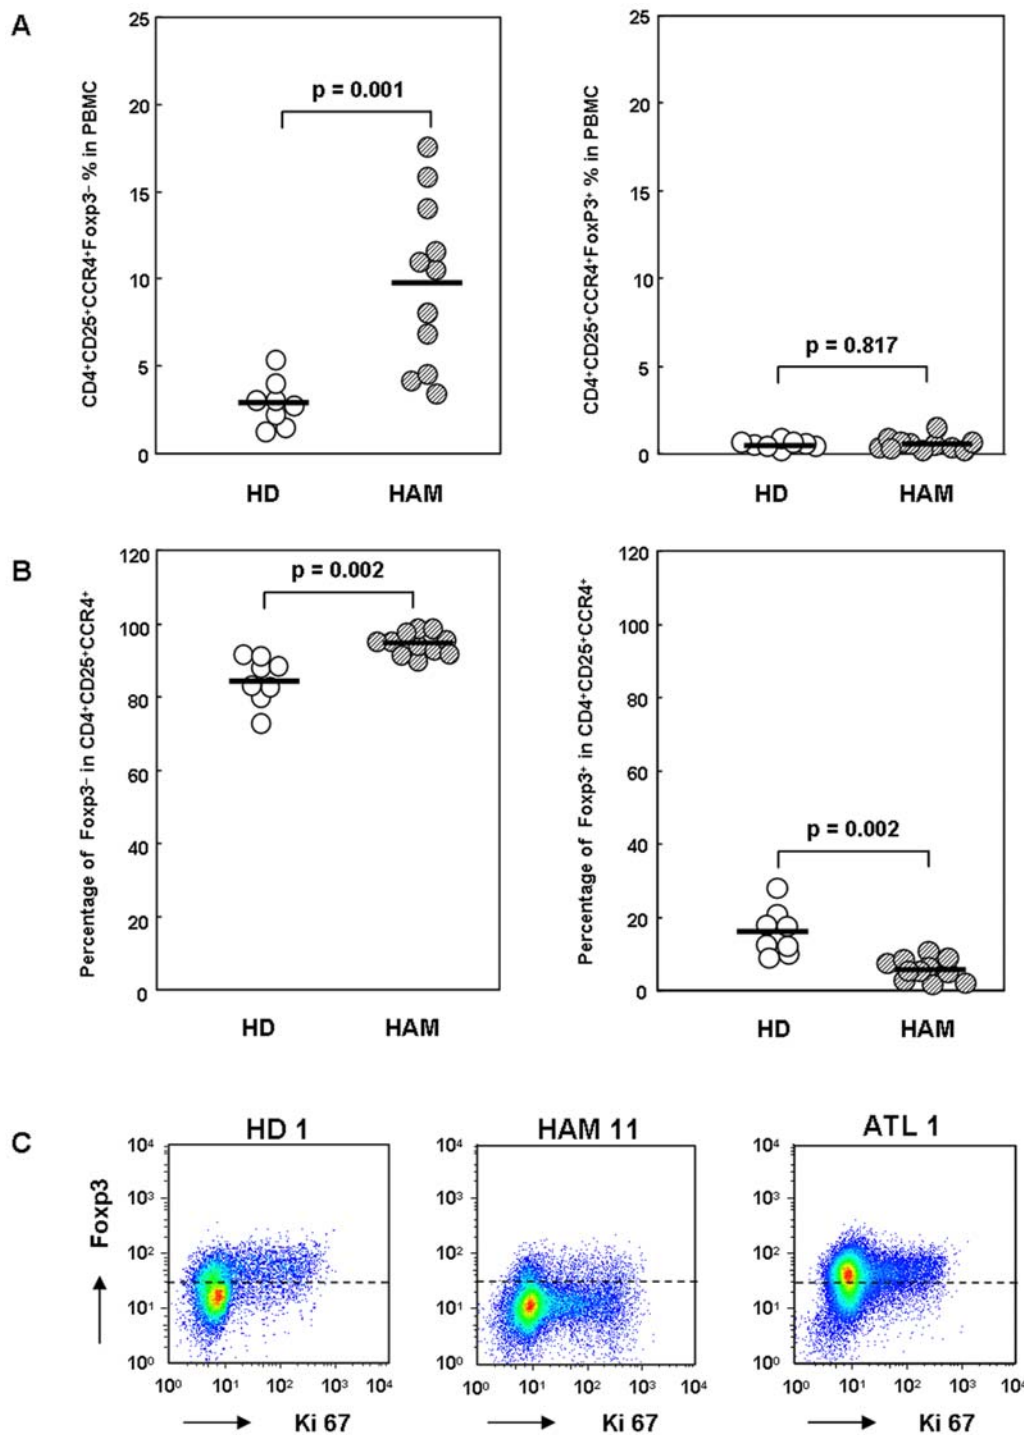 A
CD4+CD25+CCR4+Foxp3− % in PBMC
25
20
15
10
5
0
p = 0.001
HD
HAM
CD4+CD25+CCR4+FoxP3+ % in PBMC
25
20
15
10
5
0
p = 0.817
HD
HAM
B
Percentage of Foxp3− in CD4+CD25+CCR4+
120
100
80
60
40
20
0
p = 0.002
HD
HAM
Percentage of Foxp3+ in CD4+CD25+CCR4+
120
100
80
60
40
20
0
p = 0.002
HD
HAM
C
Foxp3
HD 1
10⁴
10³
10²
10¹
10⁰
10⁰ 10¹ 10² 10³ 10⁴
Ki 67
HAM 11
10⁴
10³
10²
10¹
10⁰
10⁰ 10¹ 10² 10³ 10⁴
Ki 67
ATL 1
10⁴
10³
10²
10¹
10⁰
10⁰ 10¹ 10² 10³ 10⁴
Ki 67